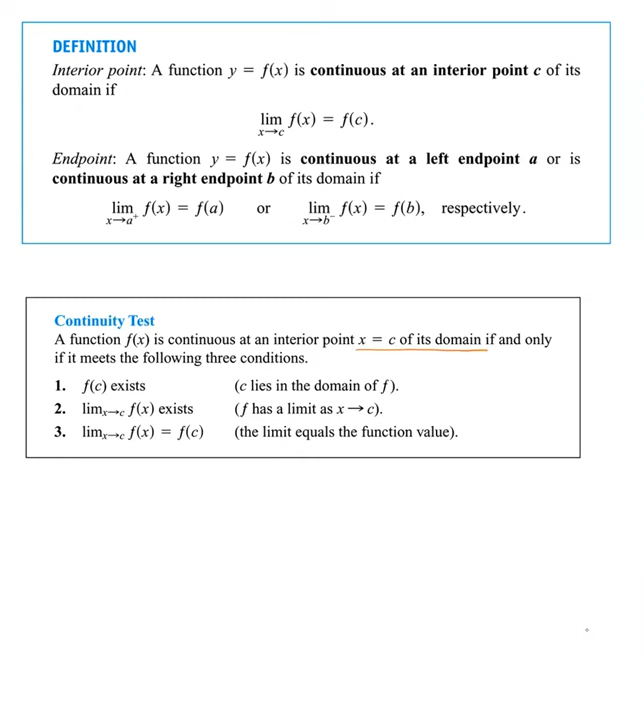 DEFINITION
Interior point: A function y = f(x) is continuous at an interior point c of its
domain if
lim f(x) = f(c).
x→c
Endpoint: A function y = f(x) is continuous at a left endpoint a or is
continuous at a right endpoint b of its domain if
lim f(x) = f(a) or lim f(x) = f(b), respectively.
x→a⁺ x→b⁻
Continuity Test
A function f(x) is continuous at an interior point x = c of its domain if and only
if it meets the following three conditions.
1. f(c) exists (c lies in the domain of f).
2. limₓ→c f(x) exists (f has a limit as x → c).
3. limₓ→c f(x) = f(c) (the limit equals the function value).